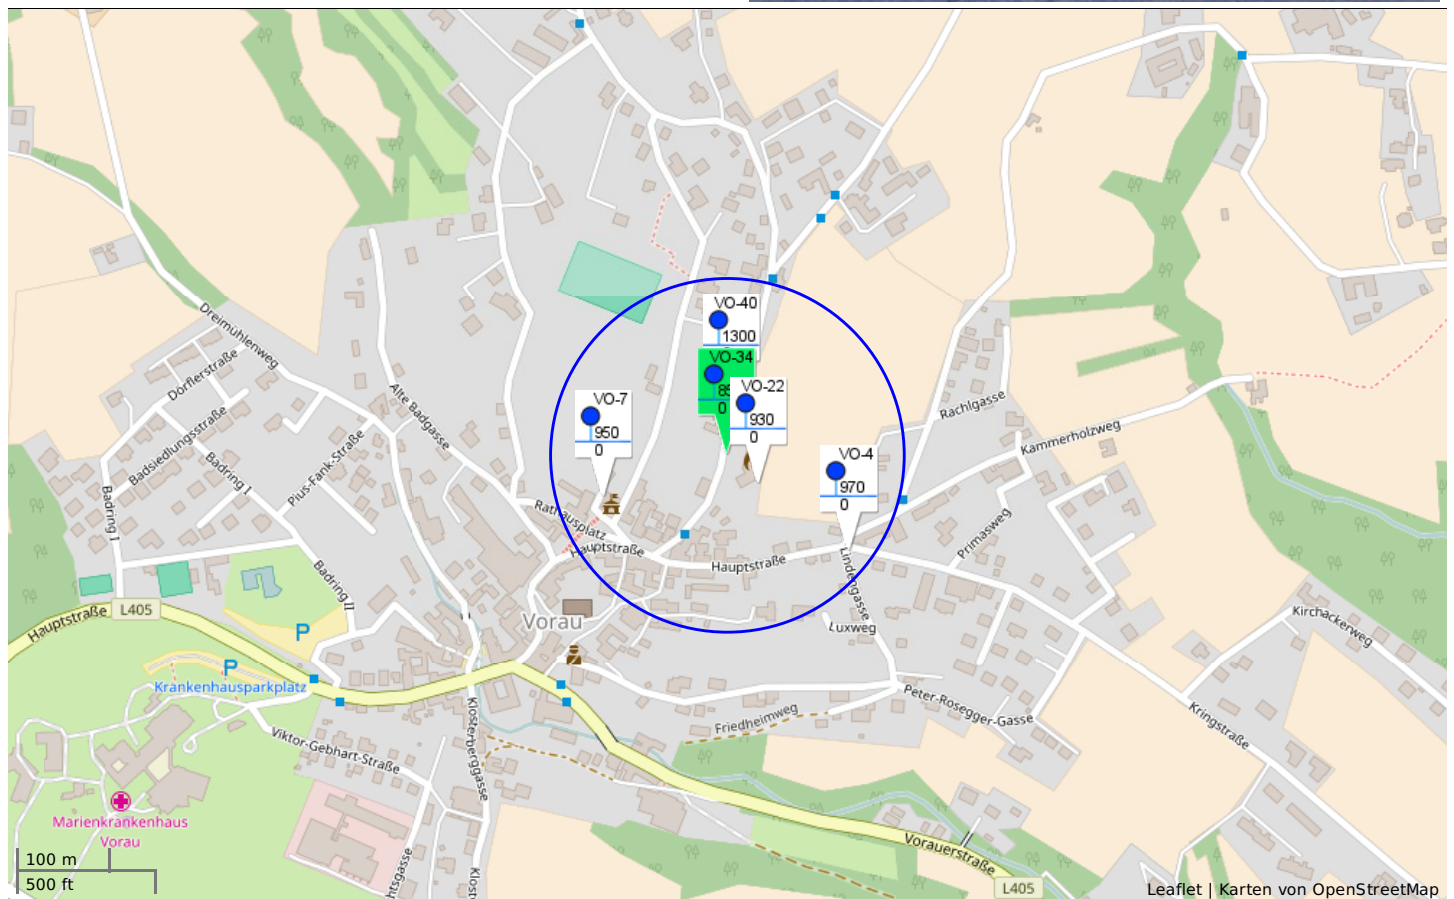 VO-40
1300
VO-34
0
VO-22
930
0
VO-7
950
0
VO-4
970
0
Dreimühlenweg
Dorflerstraße
Alte Badgasse
Badsiedlungsstraße
Badring I
Pius-Fank-Straße
Badring I
Rachlgasse
Kammerholzweg
Rathausplatz
Hauptstraße
Hauptstraße
Primasweg
Lindengasse
Badring II
Hauptstraße
L405
Vorau
Luxweg
Kirchackerweg
P
P
Krankenhausparkplatz
Peter-Rosegger-Gasse
Friedheimweg
Kringstraße
Viktor-Gebhart-Straße
Klosterberggasse
Marienkrankenhaus
Vorau
Vorauerstraße
L405
100 m
500 ft
Leaflet | Karten von OpenStreetMap